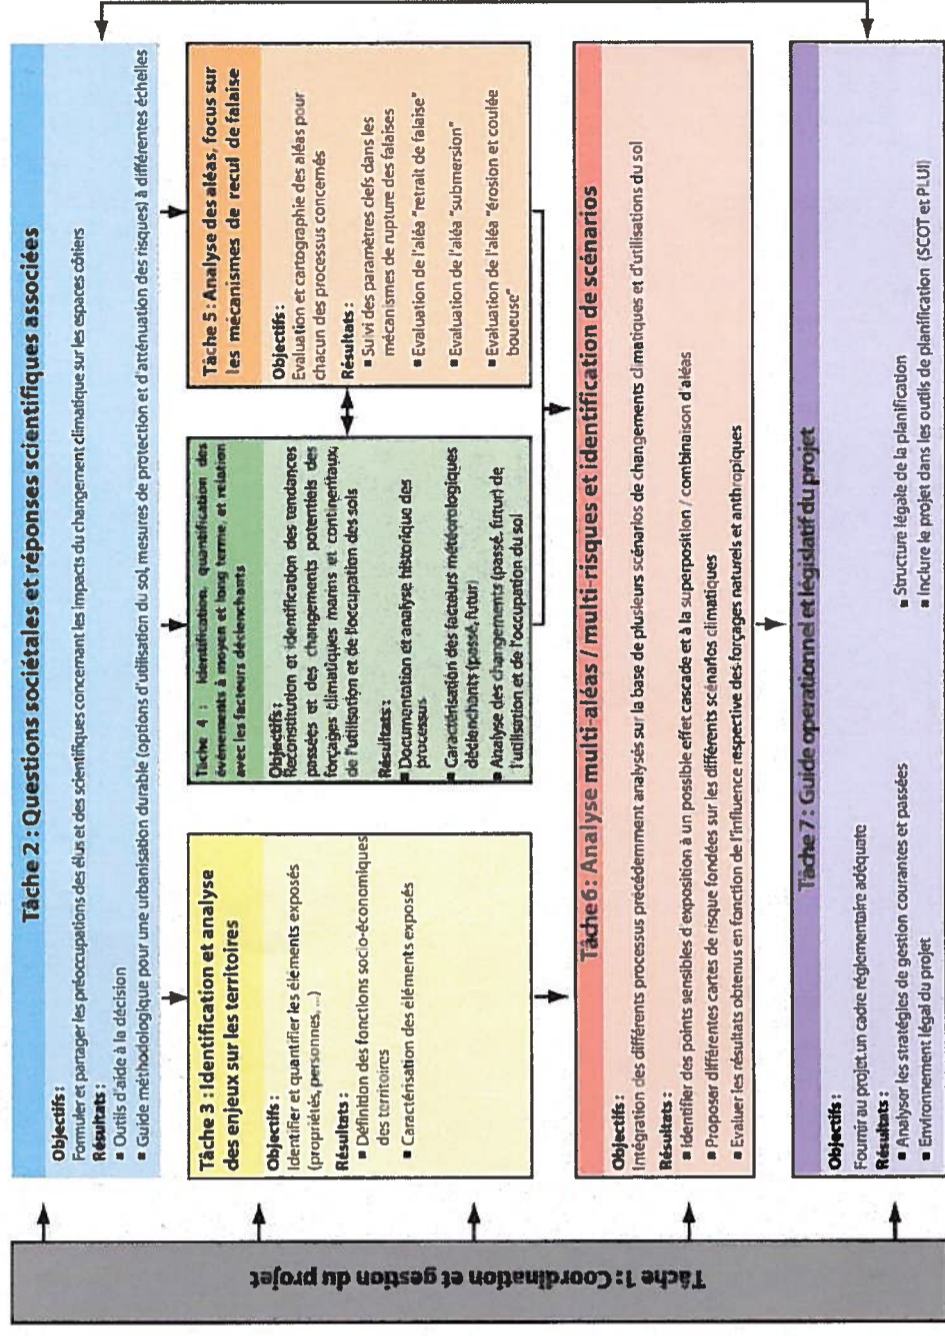 Tâche 1: Coordination et gestion du projet
Tâche 2 : Questions sociétales et réponses scientifiques associées
Objectifs :
Formuler et partager les préoccupations des élus et des scientifiques concernant les impacts du changement climatique sur les espaces côtiers
Résultats :
▪ Outils d'aide à la décision
▪ Guide méthodologique pour une urbanisation durable (options d'utilisation du sol, mesures de protection et d'atténuation des risques) à différentes échelles
Tâche 3 : Identification et analyse
des enjeux sur les territoires
Objectifs :
Identifier et quantifier les éléments exposés
(propriétés, personnes, ...)
Résultats :
▪ Définition des fonctions socio-économiques
des territoires
▪ Caractérisation des éléments exposés
Tâche 4 : Identification, quantification des
événements à moyen et long terme, et relation
avec les facteurs déclenchants
Objectifs :
Reconstitution et identification des tendances
passées et des changements potentiels des
forçages climatiques marins et continentaux,
de l'utilisation et de l'occupation des sols
Résultats :
▪ Documentation et analyse historique des
processus
▪ Caractérisation des facteurs météorologiques
déclenchants (passé, futur)
▪ Analyse des changements (passé, futur) de
l'utilisation et de l'occupation du sol
Tâche 5 : Analyse des aléas, focus sur
les mécanismes de recul de falaise
Objectifs :
Evaluation et cartographie des aléas pour
chacun des processus concernés
Résultats :
▪ Suivi des paramètres clefs dans les
mécanismes de rupture des falaises
▪ Evaluation de l'aléa "retrait de falaise"
▪ Evaluation de l'aléa "submersion"
▪ Evaluation de l'aléa "érosion et coulée
boueuse"
Tâche 6 : Analyse multi-aléas / multi-risques et identification de scénarios
Objectifs :
Intégration des différents processus précédemment analysés sur la base de plusieurs scénarios de changements climatiques et d'utilisations du sol
Résultats :
▪ Identifier des points sensibles d'exposition à un possible effet cascade et à la superposition / combinaison d'aléas
▪ Proposer différentes cartes de risque fondées sur les différents scénarios climatiques
▪ Evaluer les résultats obtenus en fonction de l'influence respective des forçages naturels et anthropiques
Tâche 7 : Guide opérationnel et législatif du projet
Objectifs :
Fournir au projet un cadre réglementaire adéquate
Résultats :
▪ Analyser les stratégies de gestion courantes et passées
▪ Environnement légal du projet
▪ Structure légale de la planification
▪ Inclure le projet dans les outils de planification (SCOT et PLUI)